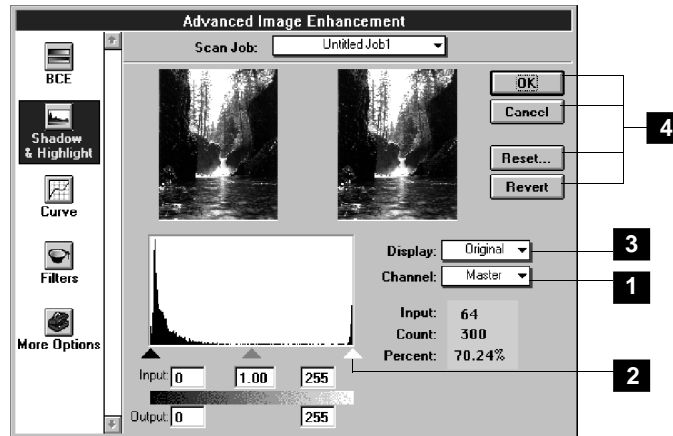 Advanced Image Enhancement
Scan Job: Untitled Job1
BCE
Shadow
& Highlight
Curve
Filters
More Options
OK
Cancel
Reset...
Revert
4
Display: Original
3
Channel: Master
1
Input: 64
Count: 300
Percent: 70.24%
2
Input: 0 1.00 255
Output: 0 255